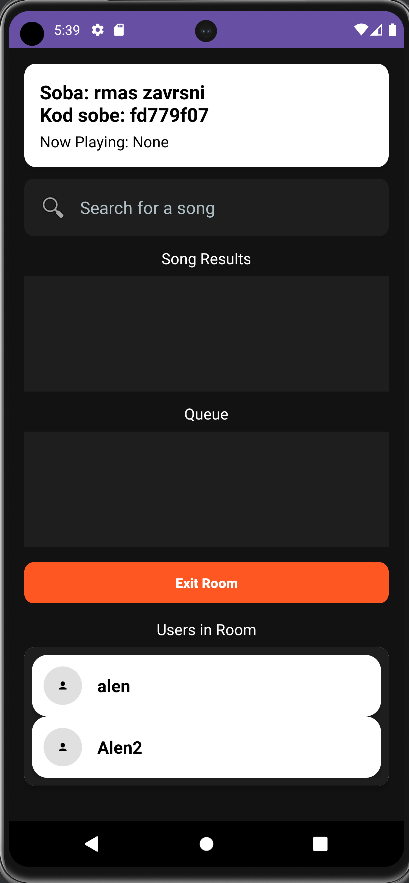 5:39
Soba: rmas zavrsni
Kod sobe: fd779f07
Now Playing: None
Search for a song
Song Results
Queue
Exit Room
Users in Room
alen
Alen2